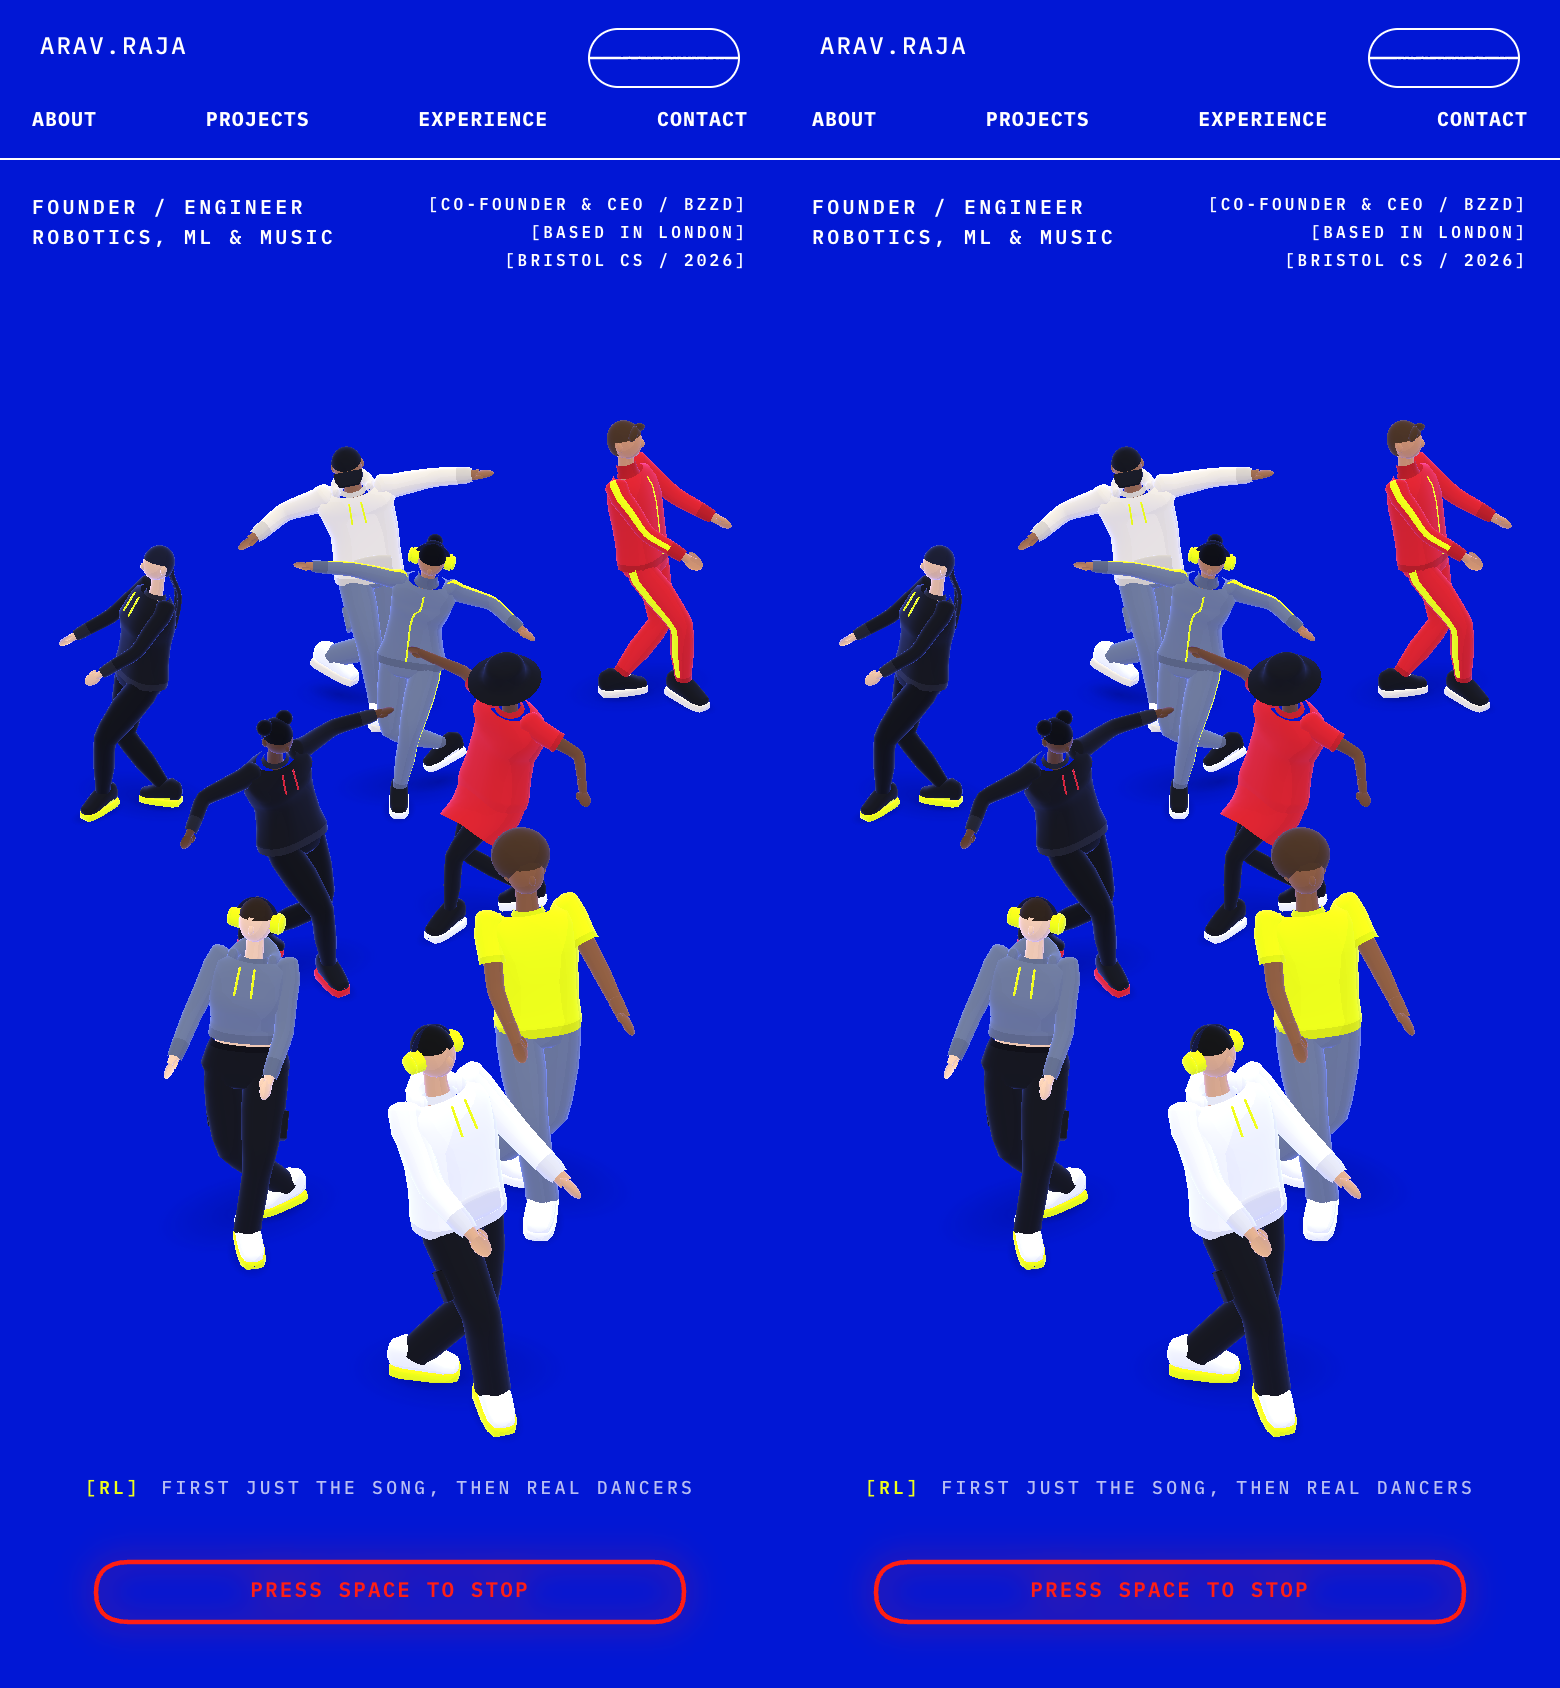 ARAV.RAJA
ABOUT PROJECTS EXPERIENCE CONTACT
FOUNDER / ENGINEER
ROBOTICS, ML & MUSIC
[CO-FOUNDER & CEO / BZZD]
[BASED IN LONDON]
[BRISTOL CS / 2026]
[RL] FIRST JUST THE SONG, THEN REAL DANCERS
PRESS SPACE TO STOP
ARAV.RAJA
ABOUT PROJECTS EXPERIENCE CONTACT
FOUNDER / ENGINEER
ROBOTICS, ML & MUSIC
[CO-FOUNDER & CEO / BZZD]
[BASED IN LONDON]
[BRISTOL CS / 2026]
[RL] FIRST JUST THE SONG, THEN REAL DANCERS
PRESS SPACE TO STOP